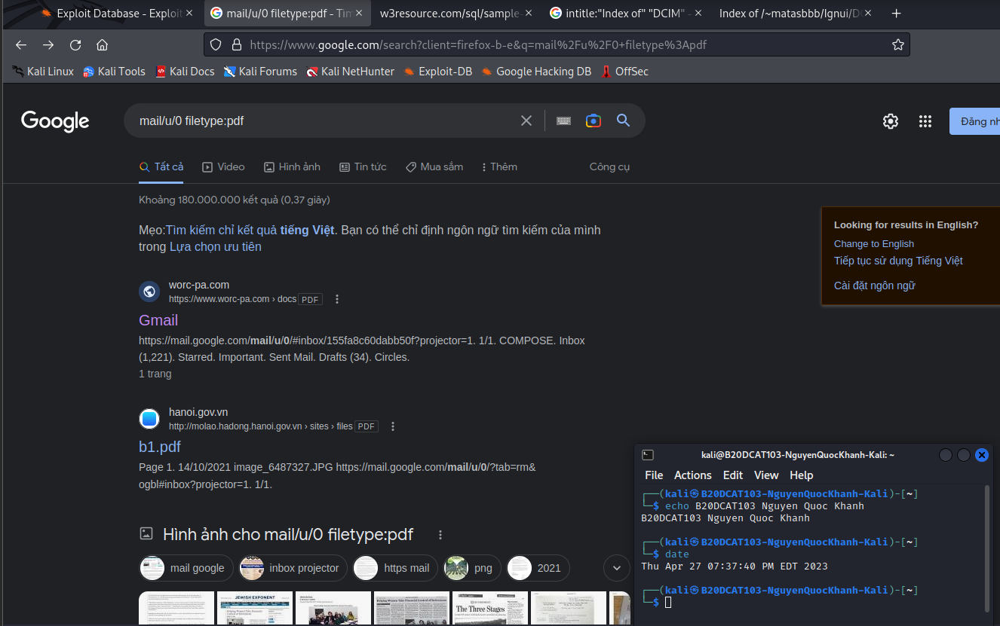 Exploit Database - Exploit
mail/u/0 filetype:pdf - Tìm
w3resource.com/sql/sample-
intitle:"Index of" "DCIM" -
Index of /~matasbbb/Ignui/DC
https://www.google.com/search?client=firefox-b-e&q=mail%2Fu%2F0+filetype%3Apdf
Kali Linux Kali Tools Kali Docs Kali Forums Kali NetHunter Exploit-DB Google Hacking DB OffSec
Google
mail/u/0 filetype:pdf
Đăng nh
Tất cả Video Hình ảnh Tin tức Mua sắm Thêm Công cụ
Khoảng 180.000.000 kết quả (0,37 giây)
Mẹo:Tìm kiếm chỉ kết quả tiếng Việt. Bạn có thể chỉ định ngôn ngữ tìm kiếm của mình
trong Lựa chọn ưu tiên
Looking for results in English?
Change to English
Tiếp tục sử dụng Tiếng Việt
Cài đặt ngôn ngữ
worc-pa.com
https://www.worc-pa.com › docs PDF
Gmail
https://mail.google.com/mail/u/0/#inbox/155fa8c60dabb50f?projector=1. 1/1. COMPOSE. Inbox
(1,221). Starred. Important. Sent Mail. Drafts (34). Circles.
1 trang
hanoi.gov.vn
http://molao.hadong.hanoi.gov.vn › sites › files PDF
b1.pdf
Page 1. 14/10/2021 image_6487327.JPG https://mail.google.com/mail/u/0/?tab=rm&
ogbl#inbox?projector=1. 1/1.
Hình ảnh cho mail/u/0 filetype:pdf
mail google inbox projector https mail png 2021
JEWISH EXPONENT
The Three Stages
kali@B20DCAT103-NguyenQuocKhanh-Kali: ~
File Actions Edit View Help
┌──(kali㉿B20DCAT103-NguyenQuocKhanh-Kali)-[~]
└─$ echo B20DCAT103 Nguyen Quoc Khanh
B20DCAT103 Nguyen Quoc Khanh
┌──(kali㉿B20DCAT103-NguyenQuocKhanh-Kali)-[~]
└─$ date
Thu Apr 27 07:37:40 PM EDT 2023
┌──(kali㉿B20DCAT103-NguyenQuocKhanh-Kali)-[~]
└─$